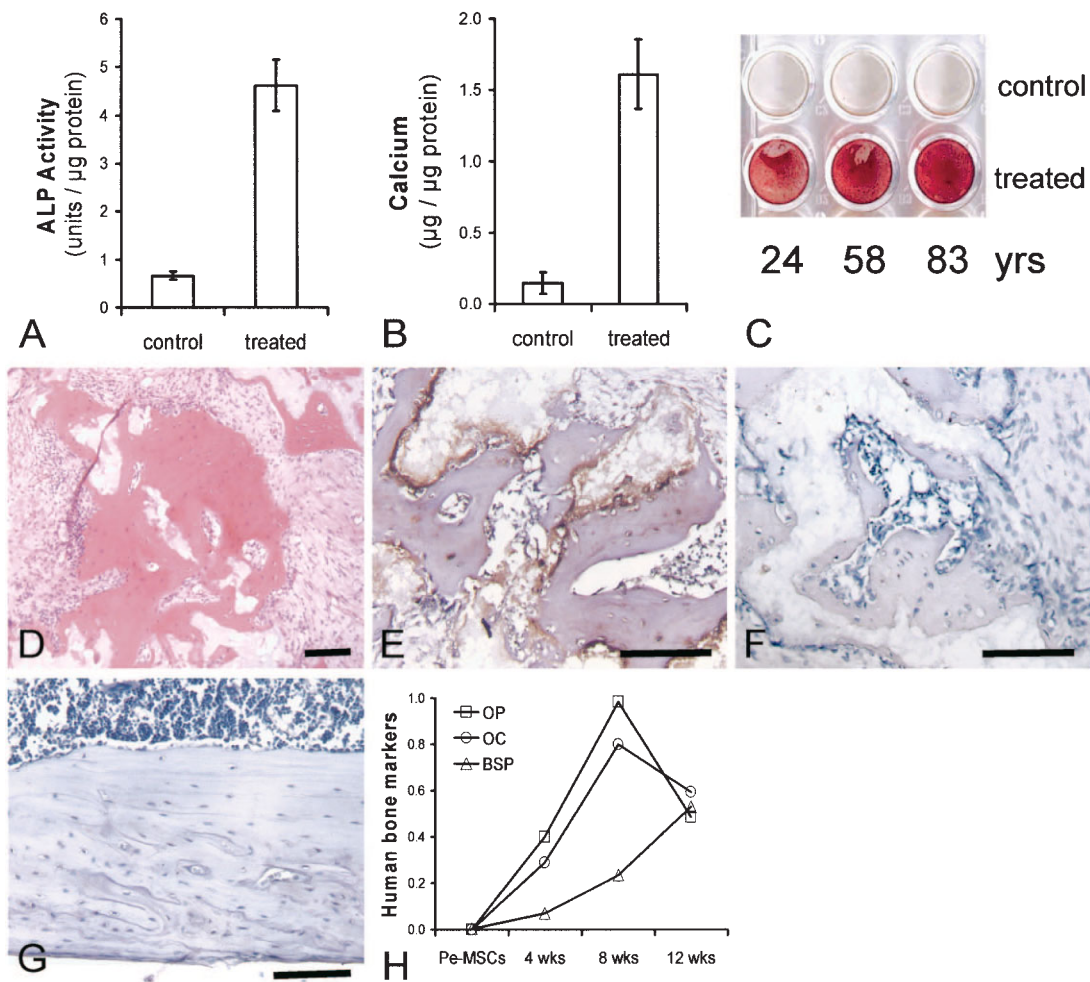 6
5
4
3
2
1
0
ALP Activity
(units / µg protein)
control treated
A
2.0
1.5
1.0
0.5
0.0
Calcium
(µg / µg protein)
control treated
B
control
treated
24 58 83 yrs
C
D
E
F
G
1.0
0.8
0.6
0.4
0.2
0.0
Human bone markers
OP
OC
BSP
Pe-MSCs 4 wks 8 wks 12 wks
H